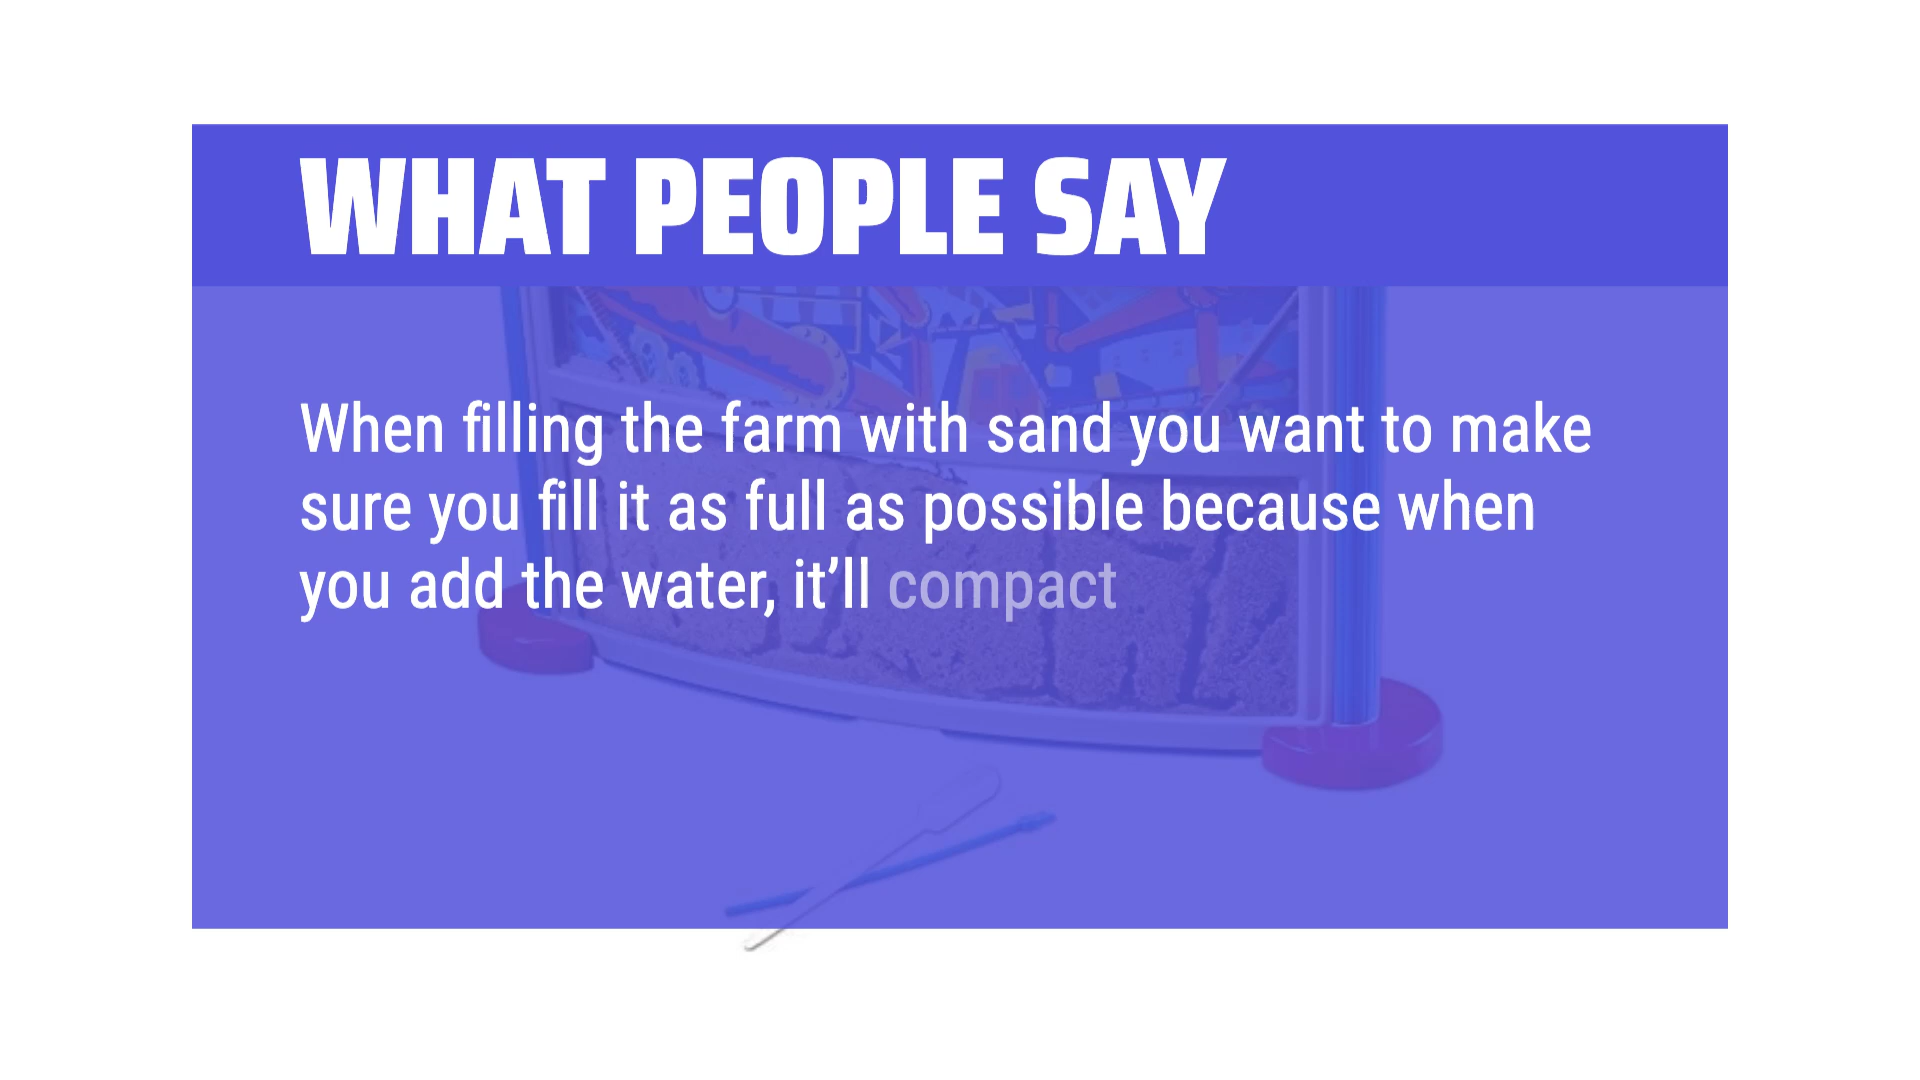 WHAT PEOPLE SAY
When filling the farm with sand you want to make
sure you fill it as full as possible because when
you add the water, it’ll compact